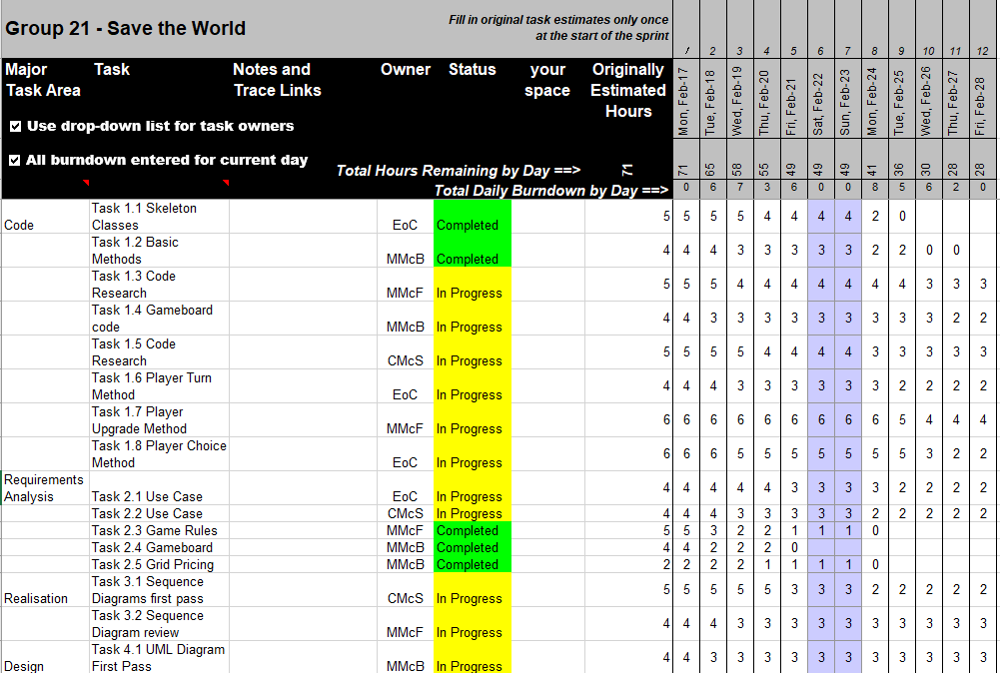 Group 21 - Save the World
Fill in original task estimates only once
at the start of the sprint
1 2 3 4 5 6 7 8 9 10 11 12
Major
Task Area
Task
Notes and
Trace Links
Owner
Status
your
space
Originally
Estimated
Hours
Mon, Feb-17
Tue, Feb-18
Wed, Feb-19
Thu, Feb-20
Fri, Feb-21
Sat, Feb-22
Sun, Feb-23
Mon, Feb-24
Tue, Feb-25
Wed, Feb-26
Thu, Feb-27
Fri, Feb-28
Use drop-down list for task owners
All burndown entered for current day
Total Hours Remaining by Day ==> 71 71 65 58 55 49 49 49 41 36 30 28 28
Total Daily Burndown by Day ==> 0 6 7 3 6 0 0 8 5 6 2 0
Task 1.1 Skeleton
Code Classes EoC Completed 5 5 5 5 4 4 4 4 2 0
Task 1.2 Basic
Methods MMcB Completed 4 4 4 3 3 3 3 3 2 2 0 0
Task 1.3 Code
Research MMcF In Progress 5 5 5 4 4 4 4 4 4 4 3 3 3
Task 1.4 Gameboard
code MMcB In Progress 4 4 3 3 3 3 3 3 3 3 3 2 2
Task 1.5 Code
Research CMcS In Progress 5 5 5 5 4 4 4 4 3 3 3 3 3
Task 1.6 Player Turn
Method EoC In Progress 4 4 4 3 3 3 3 3 3 2 2 2 2
Task 1.7 Player
Upgrade Method MMcF In Progress 6 6 6 6 6 6 6 6 6 5 4 4 4
Task 1.8 Player Choice
Method EoC In Progress 6 6 6 5 5 5 5 5 5 5 3 2 2
Requirements
Analysis Task 2.1 Use Case EoC In Progress 4 4 4 4 4 3 3 3 3 2 2 2 2
Task 2.2 Use Case CMcS In Progress 4 4 4 3 3 3 3 3 2 2 2 2 2
Task 2.3 Game Rules MMcF Completed 5 5 3 2 2 1 1 1 0
Task 2.4 Gameboard MMcB Completed 4 4 2 2 2 0
Task 2.5 Grid Pricing MMcB Completed 2 2 2 2 1 1 1 1 0
Task 3.1 Sequence
Realisation Diagrams first pass CMcS In Progress 5 5 5 5 5 3 3 3 2 2 2 2 2
Task 3.2 Sequence
Diagram review MMcF In Progress 4 4 4 3 3 3 3 3 3 3 3 3 3
Task 4.1 UML Diagram
Design First Pass MMcB In Progress 4 4 3 3 3 3 3 3 3 3 3 3 3